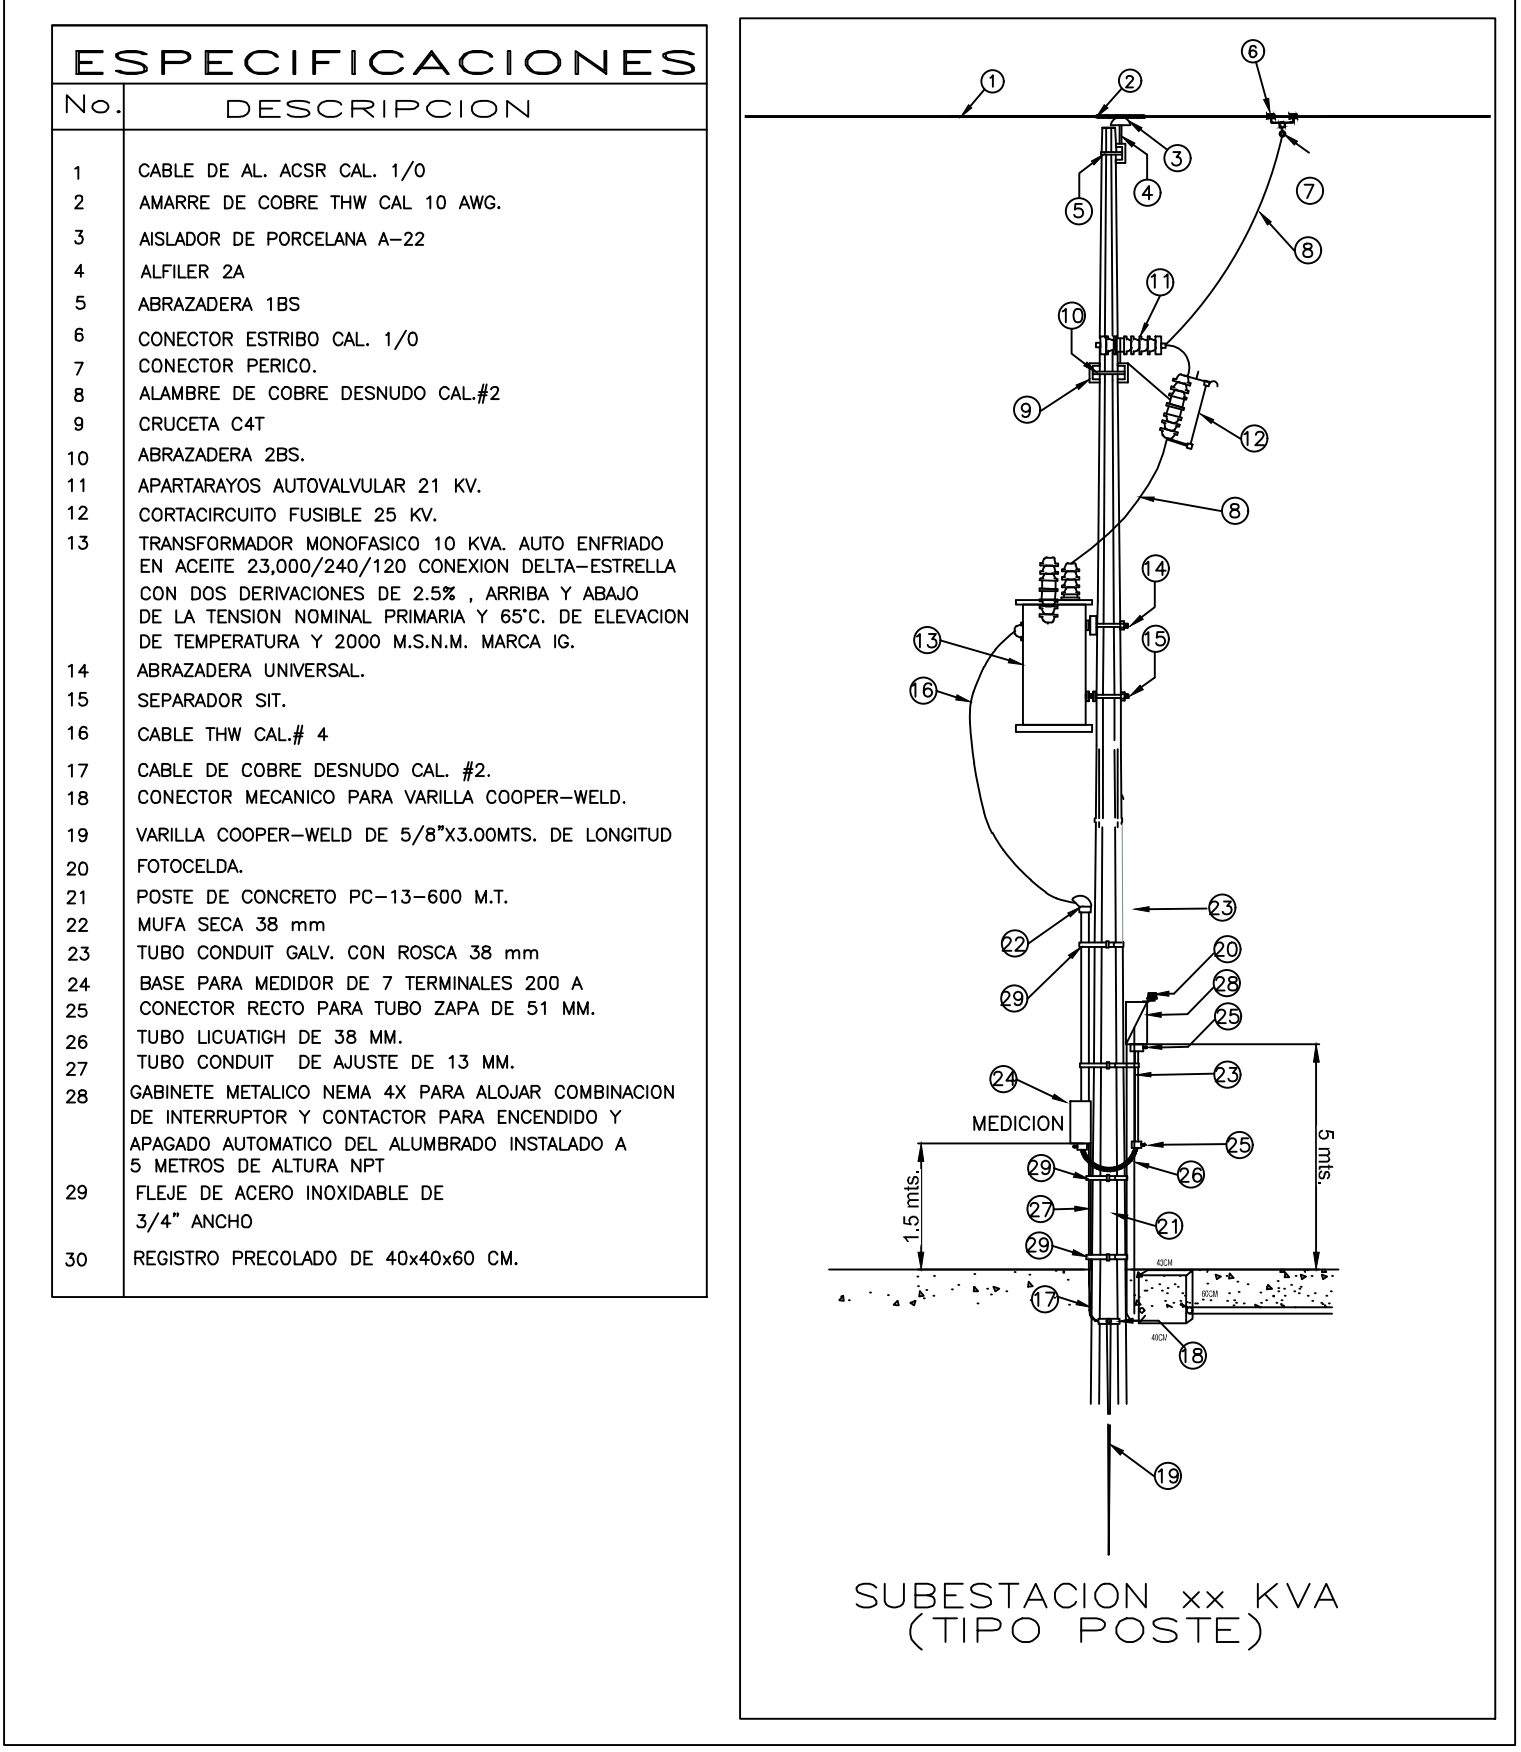 ESPECIFICACIONES
No. DESCRIPCION
1 CABLE DE AL. ACSR CAL. 1/0
2 AMARRE DE COBRE THW CAL 10 AWG.
3 AISLADOR DE PORCELANA A-22
4 ALFILER 2A
5 ABRAZADERA 1BS
6 CONECTOR ESTRIBO CAL. 1/0
7 CONECTOR PERICO.
8 ALAMBRE DE COBRE DESNUDO CAL.#2
9 CRUCETA C4T
10 ABRAZADERA 2BS.
11 APARTARAYOS AUTOVALVULAR 21 KV.
12 CORTACIRCUITO FUSIBLE 25 KV.
13 TRANSFORMADOR MONOFASICO 10 KVA. AUTO ENFRIADO
EN ACEITE 23,000/240/120 CONEXION DELTA-ESTRELLA
CON DOS DERIVACIONES DE 2.5% , ARRIBA Y ABAJO
DE LA TENSION NOMINAL PRIMARIA Y 65°C. DE ELEVACION
DE TEMPERATURA Y 2000 M.S.N.M. MARCA IG.
14 ABRAZADERA UNIVERSAL.
15 SEPARADOR SIT.
16 CABLE THW CAL.# 4
17 CABLE DE COBRE DESNUDO CAL. #2.
18 CONECTOR MECANICO PARA VARILLA COOPER-WELD.
19 VARILLA COOPER-WELD DE 5/8"X3.00MTS. DE LONGITUD
20 FOTOCELDA.
21 POSTE DE CONCRETO PC-13-600 M.T.
22 MUFA SECA 38 mm
23 TUBO CONDUIT GALV. CON ROSCA 38 mm
24 BASE PARA MEDIDOR DE 7 TERMINALES 200 A
25 CONECTOR RECTO PARA TUBO ZAPA DE 51 MM.
26 TUBO LICUATIGH DE 38 MM.
27 TUBO CONDUIT DE AJUSTE DE 13 MM.
28 GABINETE METALICO NEMA 4X PARA ALOJAR COMBINACION
DE INTERRUPTOR Y CONTACTOR PARA ENCENDIDO Y
APAGADO AUTOMATICO DEL ALUMBRADO INSTALADO A
5 METROS DE ALTURA NPT
29 FLEJE DE ACERO INOXIDABLE DE
3/4" ANCHO
30 REGISTRO PRECOLADO DE 40x40x60 CM.
6
1
2
3
4
5
7
8
11
10
9
12
8
14
13
15
16
23
22
20
29
28
25
24
23
MEDICION
25
5 mts.
29
26
1.5 mts.
27
21
29
40CM
60CM
17
40CM
18
19
SUBESTACION xx KVA
(TIPO POSTE)